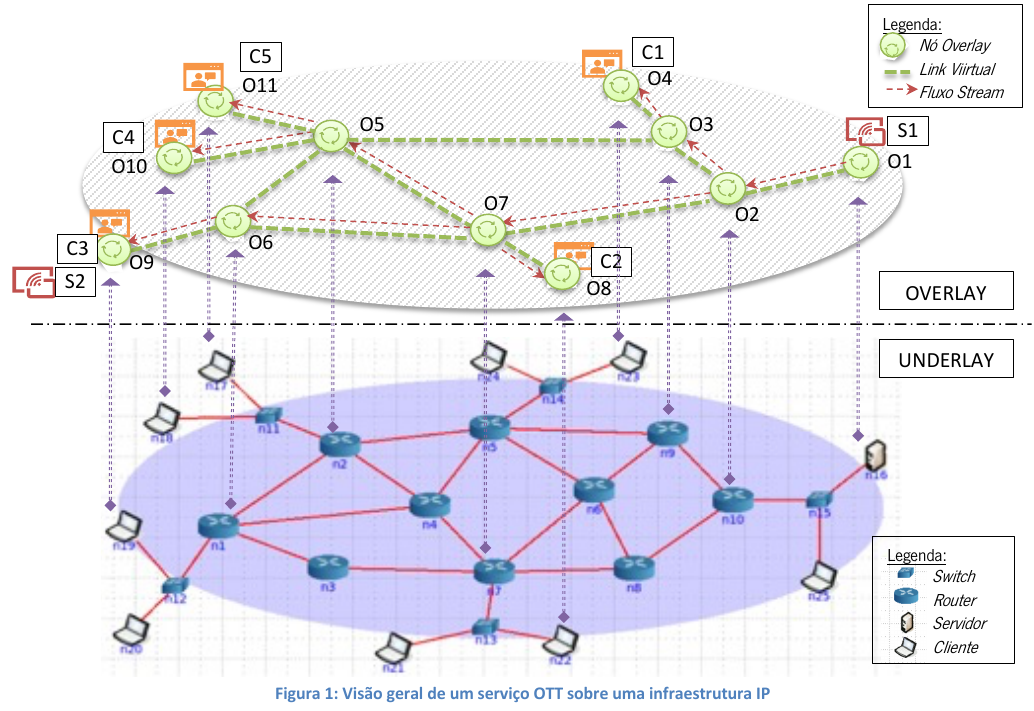 Legenda:
Nó Overlay
Link Viirtual
Fluxo Stream
C5
O11
C1
O4
C4
O10
O5
O3
S1
O1
O7
O2
C3
O9
O6
S2
C2
O8
OVERLAY
UNDERLAY
n17
n24
n23
n14
n18
n11
n2
n5
n9
n16
n19
n1
n4
n6
n10
n15
n12
n3
n7
n8
n25
n20
n13
n21
n22
Legenda:
Switch
Router
Servidor
Cliente
Figura 1: Visão geral de um serviço OTT sobre uma infraestrutura IP